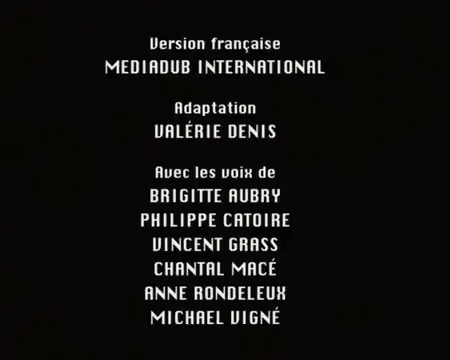 Version française
MEDIADUB INTERNATIONAL
Adaptation
VALÉRIE DENIS
Avec les voix de
BRIGITTE AUBRY
PHILIPPE CATOIRE
VINCENT GRASS
CHANTAL MACÉ
ANNE RONDELEUX
MICHAEL VIGNÉ